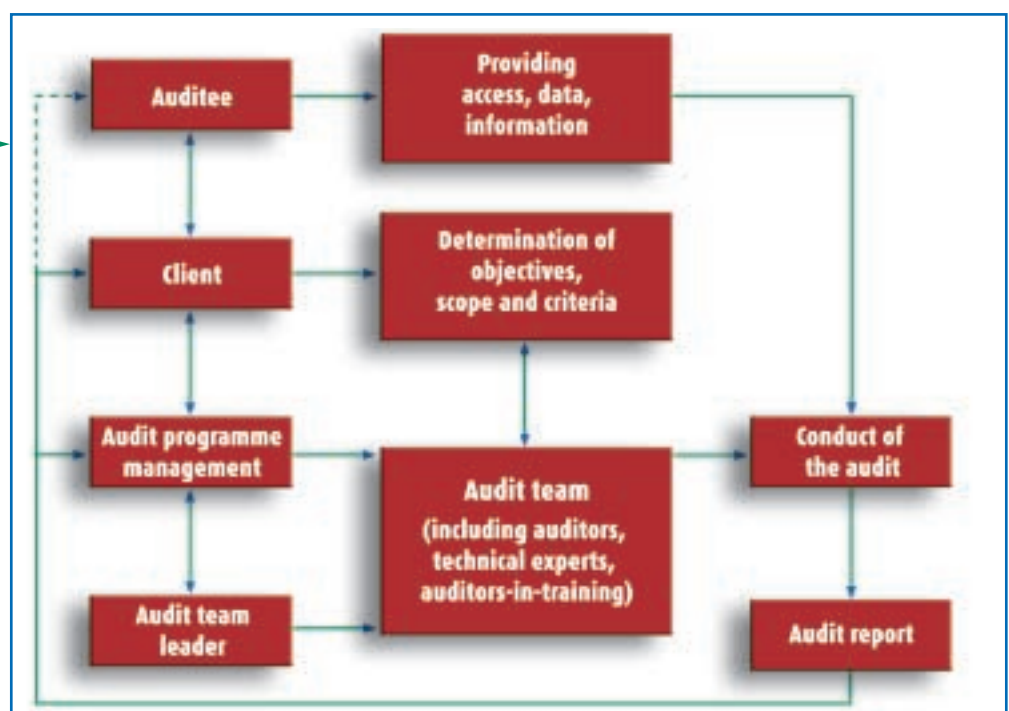 Auditee
Providing
access, data,
information
Client
Determination of
objectives,
scope and criteria
Audit programme
management
Audit team
(including auditors,
technical experts,
auditors-in-training)
Conduct of
the audit
Audit team
leader
Audit report